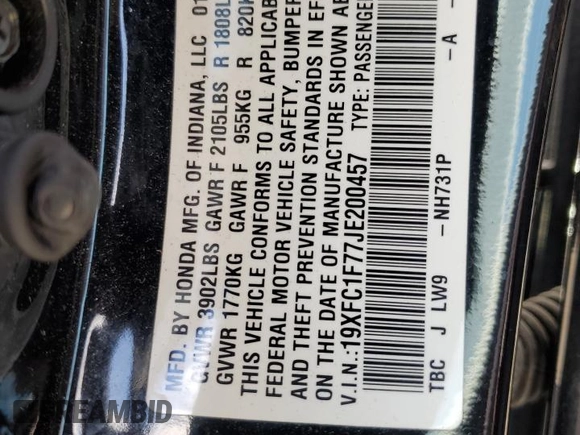 MFD. BY HONDA MFG. OF INDIANA, LLC 01
GVWR 3902LBS GAWR F 2105LBS R 1808L
GVWR 1770KG GAWR F 955KG R 820K
THIS VEHICLE CONFORMS TO ALL APPLICAB
FEDERAL MOTOR VEHICLE SAFETY, BUMPER
AND THEFT PREVENTION STANDARDS IN EF
ON THE DATE OF MANUFACTURE SHOWN AB
V.I.N.:19XFC1F77JE200457 TYPE: PASSENGE
TBC J LW9 -NH731P -A -
FREEAMBID